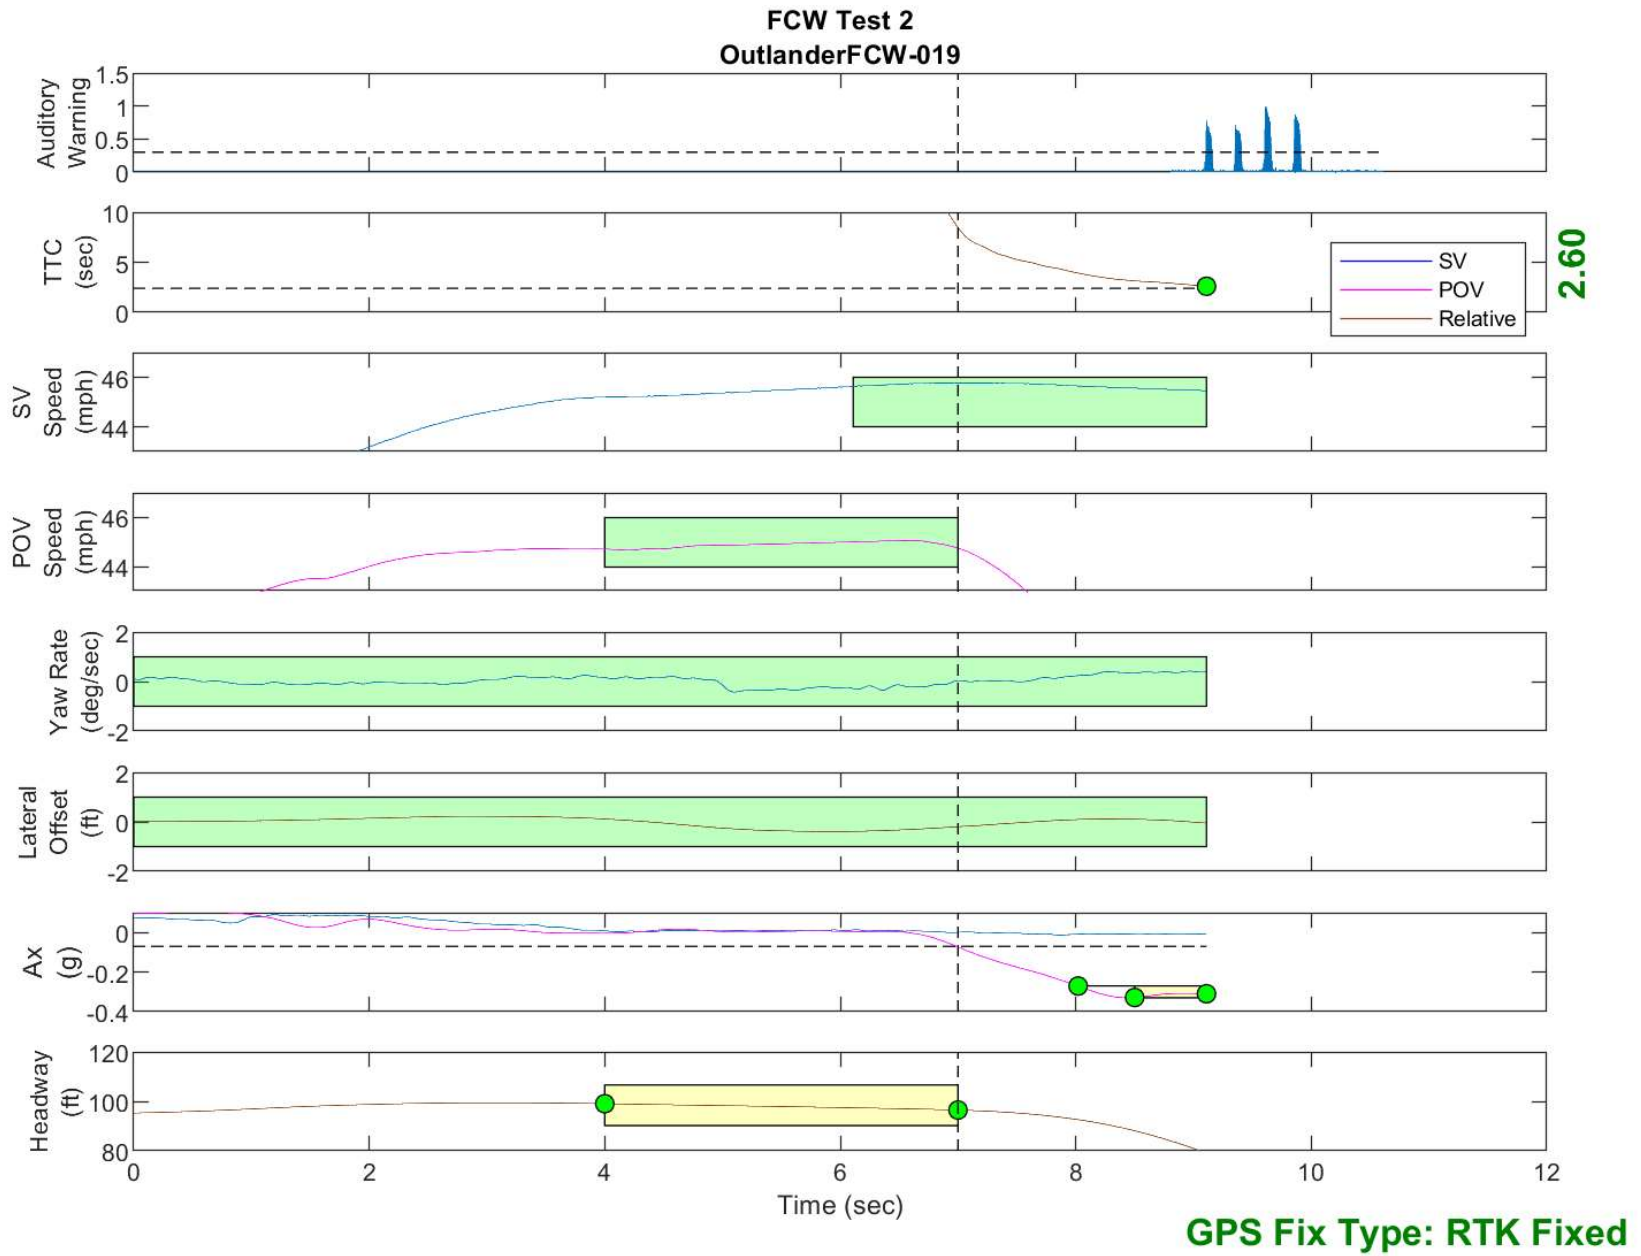 FCW Test 2
OutlanderFCW-019
Auditory
Warning
1.5
1
0.5
0
TTC
(sec)
10
5
0
SV
POV
Relative
2.60
SV
Speed
(mph)
46
44
POV
Speed
(mph)
46
44
Yaw Rate
(deg/sec)
2
0
-2
Lateral
Offset
(ft)
2
0
-2
Ax
(g)
0
-0.2
-0.4
Headway
(ft)
120
100
80
0 2 4 6 8 10 12
Time (sec)
GPS Fix Type: RTK Fixed